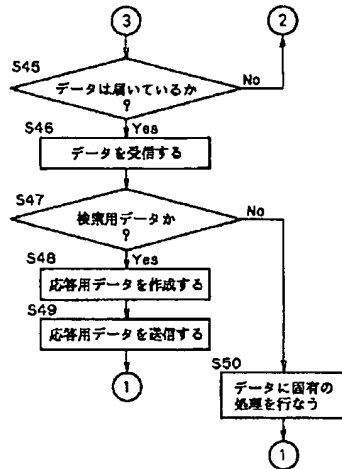 3
2
S45
データは届いているか
?
No
Yes
S46
データを受信する
S47
検索用データか
?
No
Yes
S48
応答用データを作成する
S49
応答用データを送信する
1
S50
データに固有の
処理を行なう
1